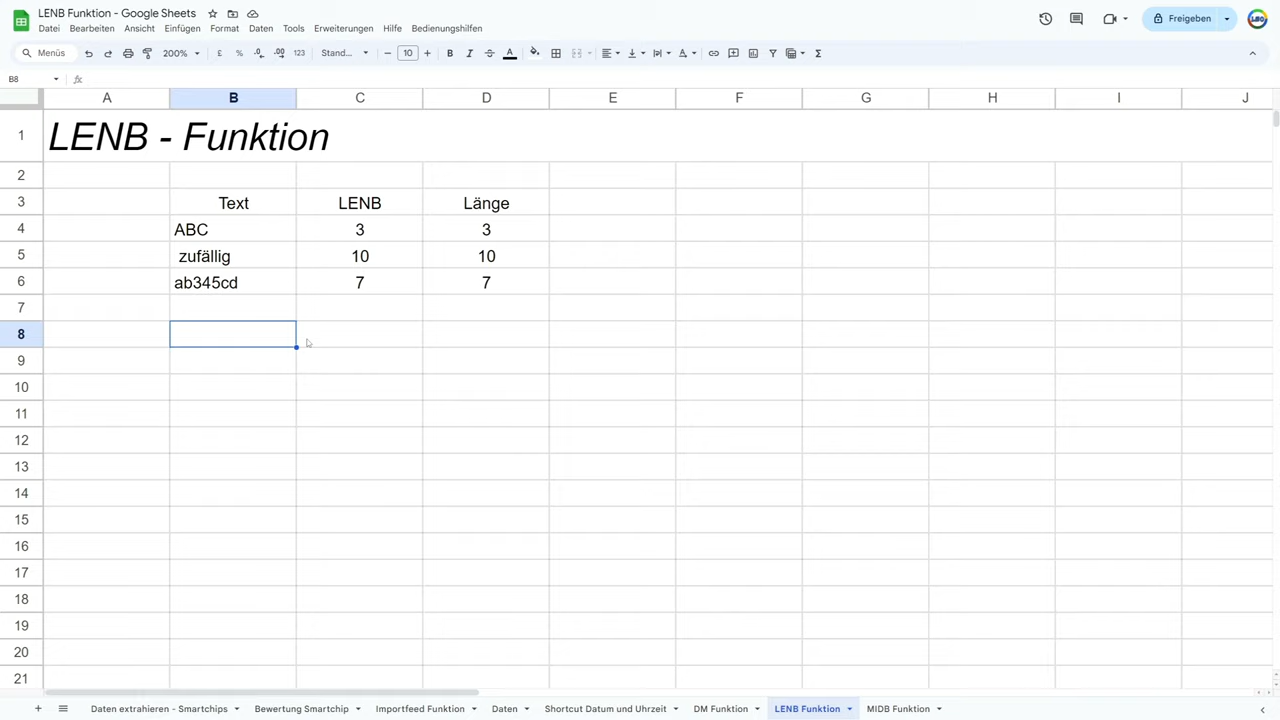 LENB Funktion - Google Sheets
Datei Bearbeiten Ansicht Einfügen Format Daten Tools Erweiterungen Hilfe Bedienungshilfen
Freigeben
Menüs 200% £ % .0 .00 123 Stand... 10 B I S A Σ
B8 fx
A B C D E F G H I J
1 LENB - Funktion
2
3 Text LENB Länge
4 ABC 3 3
5 zufällig 10 10
6 ab345cd 7 7
7
8
9
10
11
12
13
14
15
16
17
18
19
20
21
Daten extrahieren - Smartchips Bewertung Smartchip Importfeed Funktion Daten Shortcut Datum und Uhrzeit DM Funktion LENB Funktion MIDB Funktion